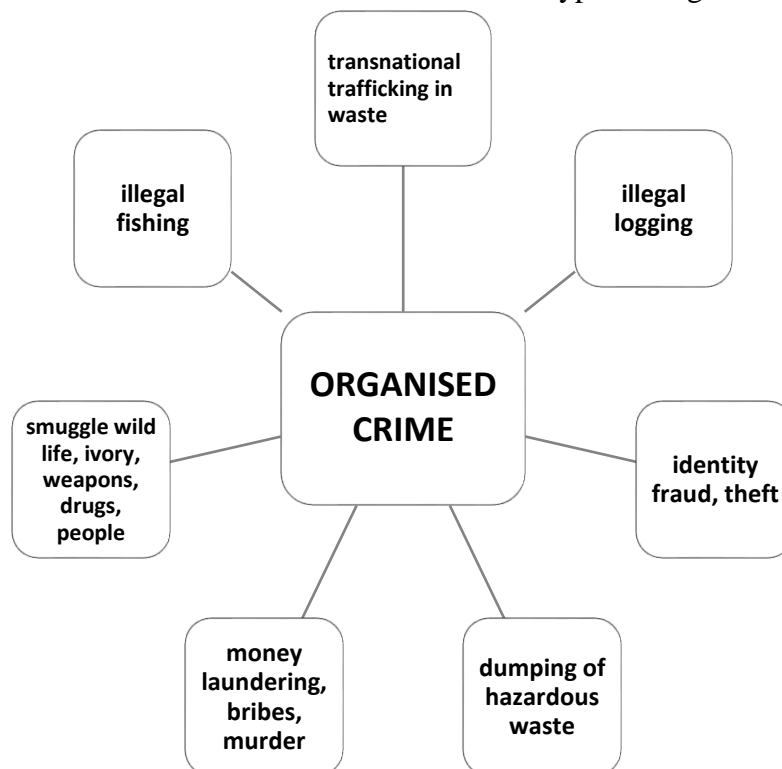 transnational
trafficking in
waste
illegal
fishing
illegal
logging
ORGANISED
CRIME
smuggle wild
life, ivory,
weapons,
drugs,
people
identity
fraud, theft
money
laundering,
bribes,
murder
dumping of
hazardous
waste